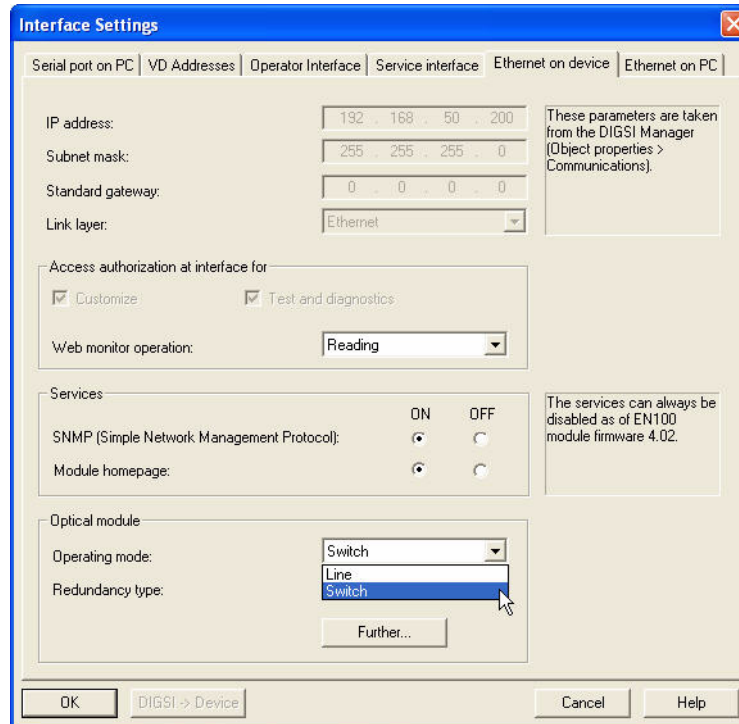 Interface Settings
Serial port on PC VD Addresses Operator Interface Service interface Ethernet on device Ethernet on PC
IP address: 192 . 168 . 50 . 200
Subnet mask: 255 . 255 . 255 . 0
Standard gateway: 0 . 0 . 0 . 0
Link layer: Ethernet
These parameters are taken
from the DIGSI Manager
(Object properties >
Communications).
Access authorization at interface for
Customize Test and diagnostics
Web monitor operation: Reading
Services
ON OFF
SNMP (Simple Network Management Protocol):
Module homepage:
The services can always be
disabled as of EN100
module firmware 4.02.
Optical module
Operating mode: Switch
Line
Redundancy type: Switch
Further...
OK DIGSI -> Device Cancel Help